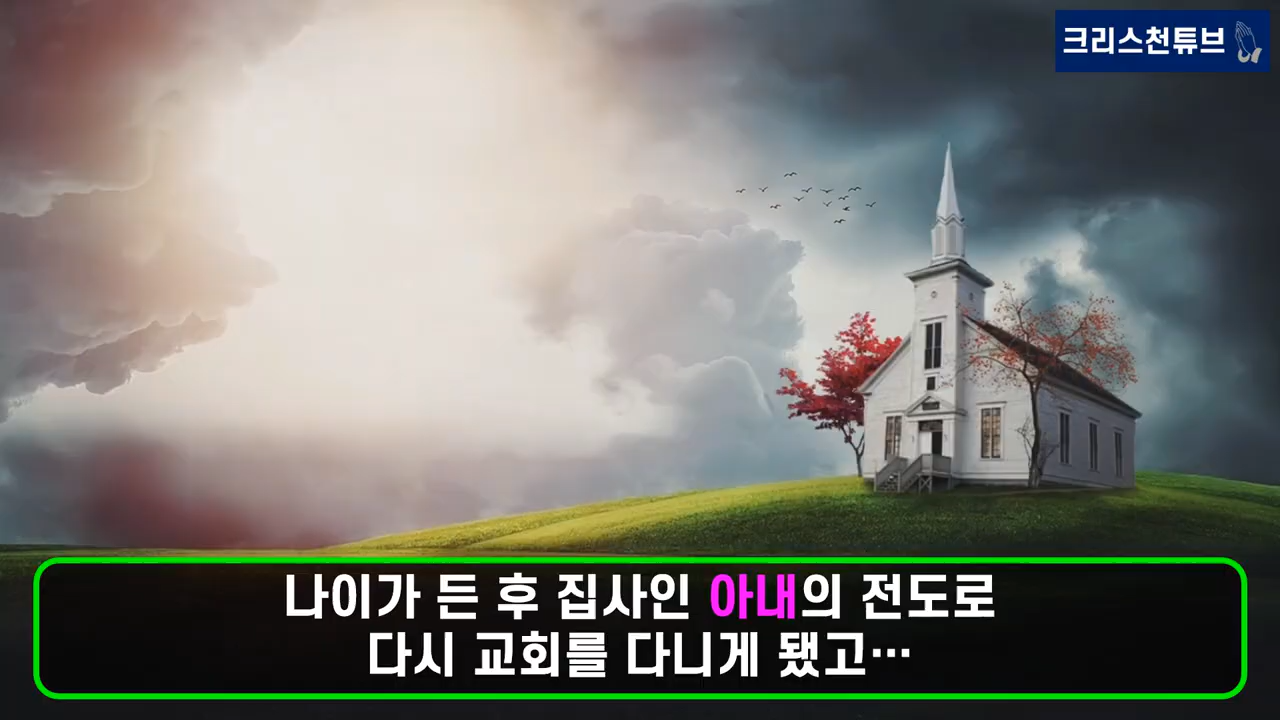 크리스천튜브
나이가 든 후 집사인 아내의 전도로
다시 교회를 다니게 됐고…